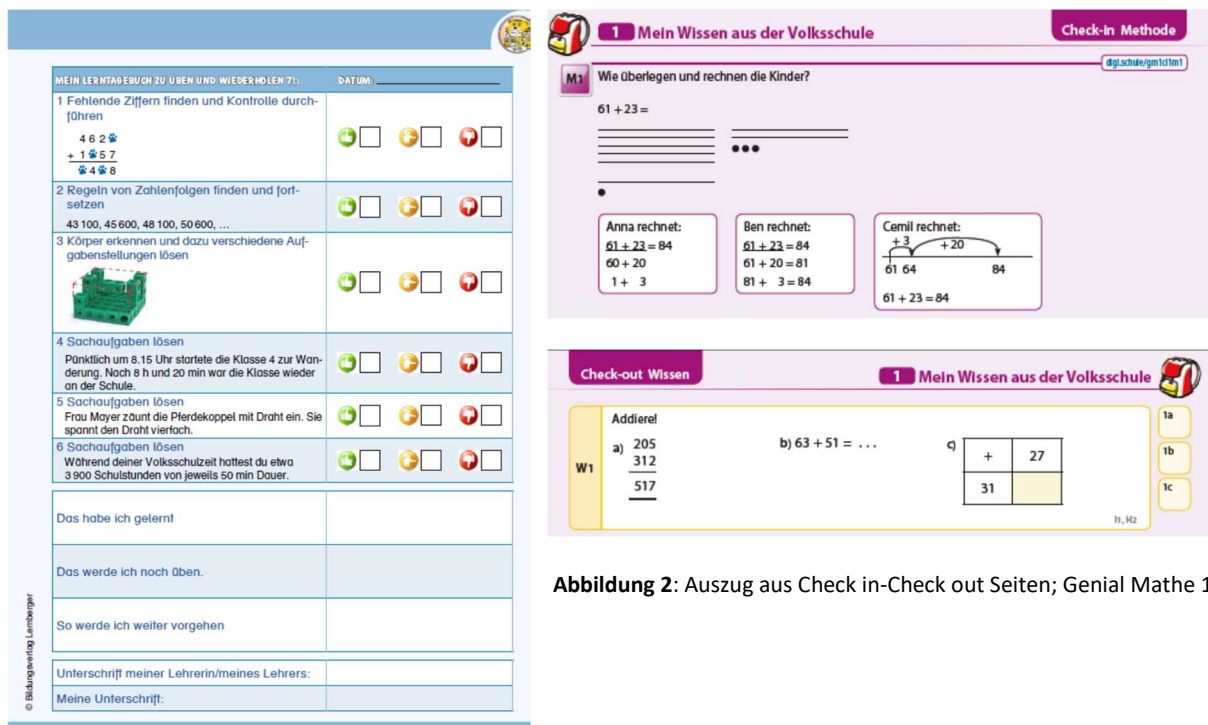 MEIN LERNTAGEBUCH ZU ÜBEN UND WIEDERHOLEN 7: DATUM:
1 Fehlende Ziffern finden und Kontrolle durch-
führen
4 6 2
+ 1 5 7
4 8
2 Regeln von Zahlenfolgen finden und fort-
setzen
43 100, 45 600, 48 100, 50 600, …
3 Körper erkennen und dazu verschiedene Auf-
gabenstellungen lösen
4 Sachaufgaben lösen
Pünktlich um 8.15 Uhr startete die Klasse 4 zur Wan-
derung. Nach 8 h und 20 min war die Klasse wieder
an der Schule.
5 Sachaufgaben lösen
Frau Mayer zäunt die Pferdekoppel mit Draht ein. Sie
spannt den Draht vierfach.
6 Sachaufgaben lösen
Während deiner Volksschulzeit hattest du etwa
3 900 Schulstunden von jeweils 50 min Dauer.
Das habe ich gelernt
Das werde ich noch üben.
So werde ich weiter vorgehen
Unterschrift meiner Lehrerin/meines Lehrers:
Meine Unterschrift:
© Bildungsverlag Lemberger
1 Mein Wissen aus der Volksschule
Check-in Methode
digi.schule/gm1ci1m1
M1 Wie überlegen und rechnen die Kinder?
61 + 23 =
Anna rechnet:
61 + 23 = 84
60 + 20
1 + 3
Ben rechnet:
61 + 23 = 84
61 + 20 = 81
81 + 3 = 84
Cemil rechnet:
+ 3 + 20
61 64 84
61 + 23 = 84
Check-out Wissen
1 Mein Wissen aus der Volksschule
W1
Addiere!
a) 205
312
517
b) 63 + 51 = …
c)
+ 27
31
1a
1b
1c
I1, H2
Abbildung 2: Auszug aus Check in-Check out Seiten; Genial Mathe 1